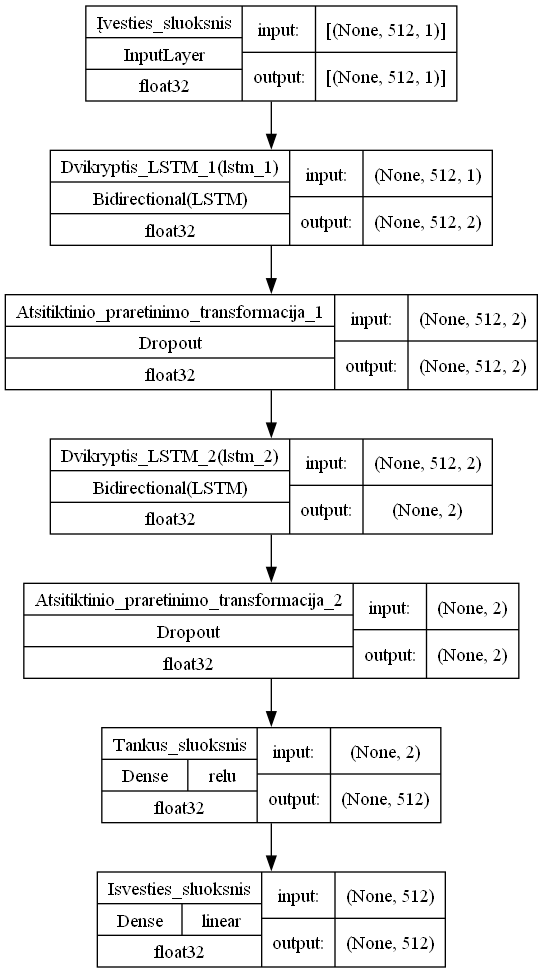 Įvesties_sluoksnis
InputLayer
float32
input: [(None, 512, 1)]
output: [(None, 512, 1)]
Dvikryptis_LSTM_1(lstm_1)
Bidirectional(LSTM)
float32
input: (None, 512, 1)
output: (None, 512, 2)
Atsitiktinio_praretinimo_transformacija_1
Dropout
float32
input: (None, 512, 2)
output: (None, 512, 2)
Dvikryptis_LSTM_2(lstm_2)
Bidirectional(LSTM)
float32
input: (None, 512, 2)
output: (None, 2)
Atsitiktinio_praretinimo_transformacija_2
Dropout
float32
input: (None, 2)
output: (None, 2)
Tankus_sluoksnis
Dense relu
float32
input: (None, 2)
output: (None, 512)
Isvesties_sluoksnis
Dense linear
float32
input: (None, 512)
output: (None, 512)